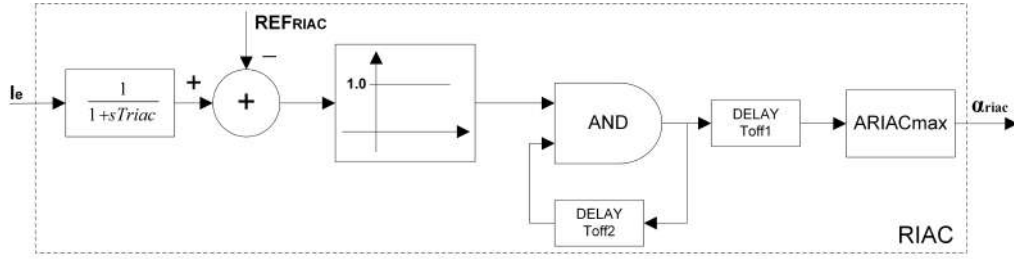 REFRIAC
−
Ie
1
1+sTriac
+
+
1.0
AND
DELAY
Toff1
ARIACmax
αriac
DELAY
Toff2
RIAC